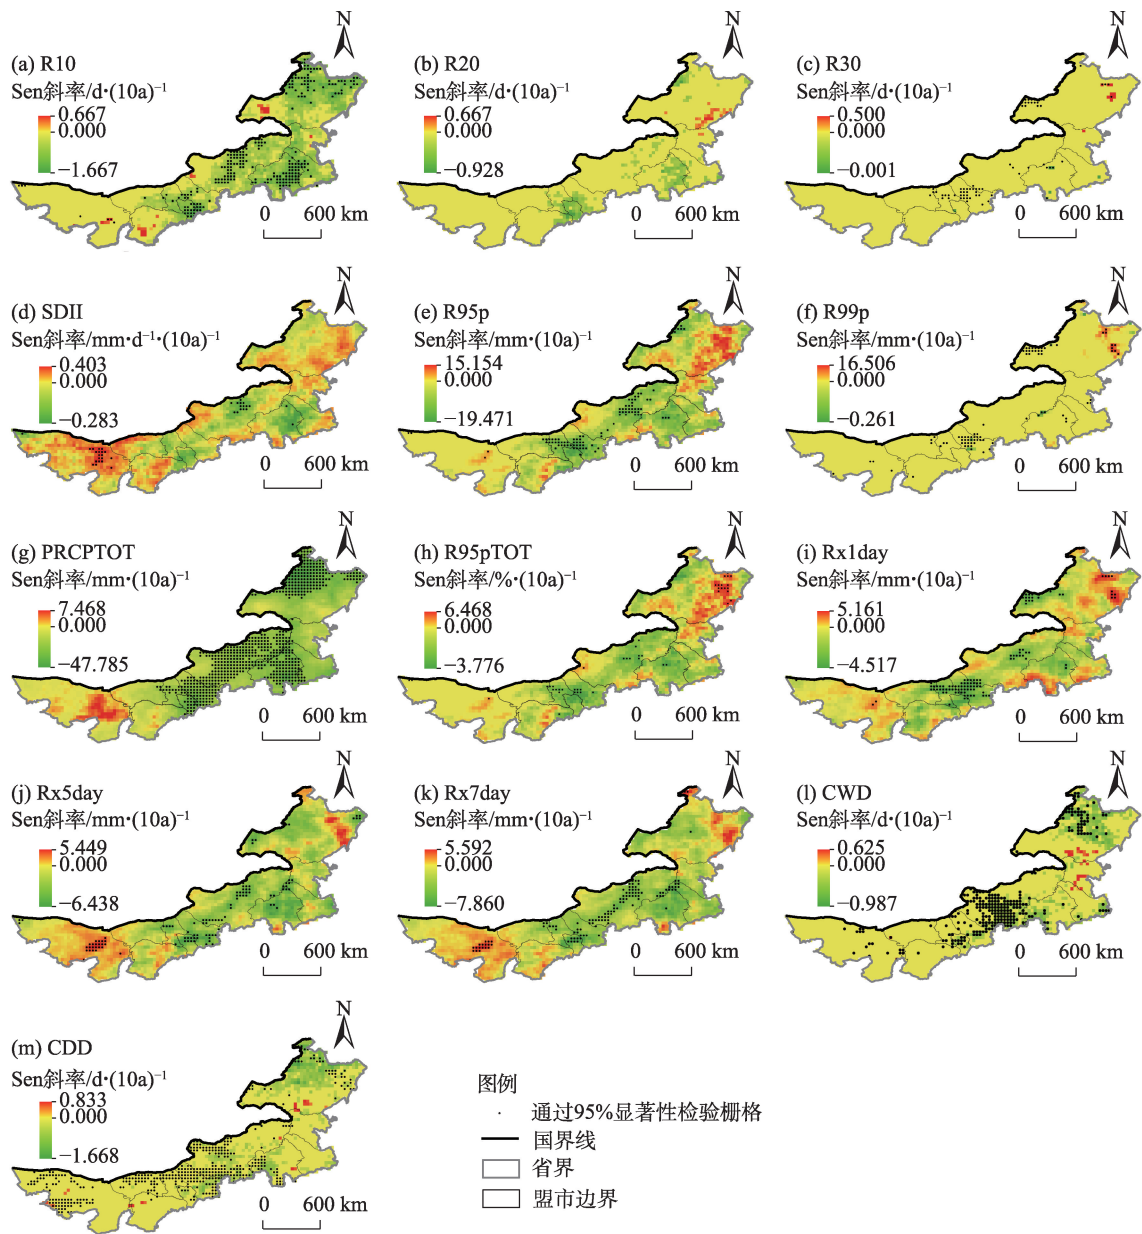 N
N
N
(a) R10
Sen斜率/d•(10a)⁻¹
0.667
0.000
−1.667
0 600 km
(b) R20
Sen斜率/d•(10a)⁻¹
0.667
0.000
−0.928
0 600 km
(c) R30
Sen斜率/d•(10a)⁻¹
0.500
0.000
−0.001
0 600 km
N
N
N
(d) SDII
Sen斜率/mm•d⁻¹•(10a)⁻¹
0.403
0.000
−0.283
0 600 km
(e) R95p
Sen斜率/mm•(10a)⁻¹
15.154
0.000
−19.471
0 600 km
(f) R99p
Sen斜率/mm•(10a)⁻¹
16.506
0.000
−0.261
0 600 km
N
N
N
(g) PRCPTOT
Sen斜率/mm•(10a)⁻¹
7.468
0.000
−47.785
0 600 km
(h) R95pTOT
Sen斜率/%•(10a)⁻¹
6.468
0.000
−3.776
0 600 km
(i) Rx1day
Sen斜率/mm•(10a)⁻¹
5.161
0.000
−4.517
0 600 km
N
N
N
(j) Rx5day
Sen斜率/mm•(10a)⁻¹
5.449
0.000
−6.438
0 600 km
(k) Rx7day
Sen斜率/mm•(10a)⁻¹
5.592
0.000
−7.860
0 600 km
(l) CWD
Sen斜率/d•(10a)⁻¹
0.625
0.000
−0.987
0 600 km
N
(m) CDD
Sen斜率/d•(10a)⁻¹
0.833
0.000
−1.668
0 600 km
图例
通过95%显著性检验栅格
国界线
省界
盟市边界